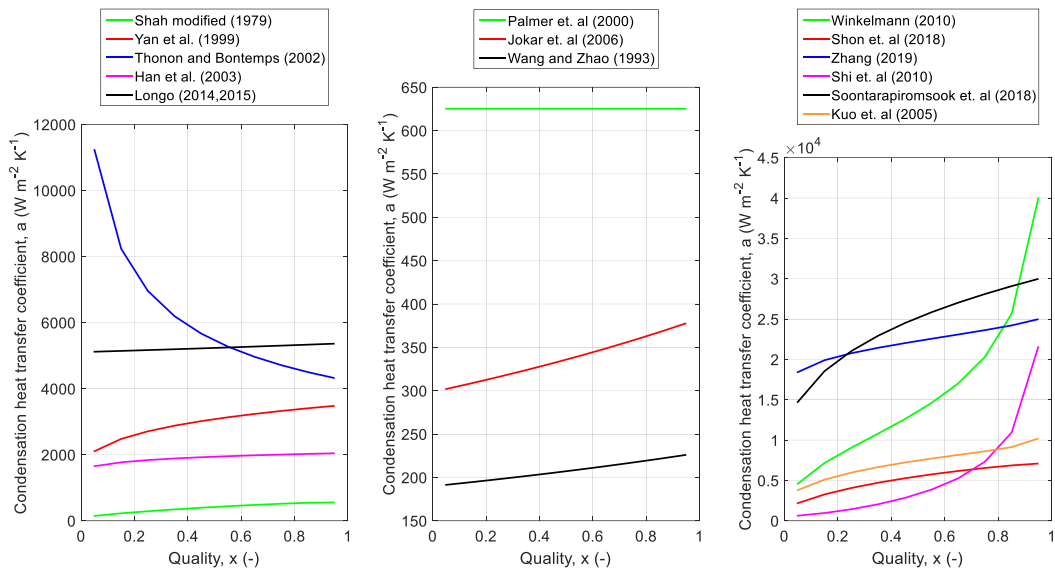 Shah modified (1979)
Yan et al. (1999)
Thonon and Bontemps (2002)
Han et al. (2003)
Longo (2014,2015)
Condensation heat transfer coefficient, a (W m-2 K-1)
12000
10000
8000
6000
4000
2000
0
0 0.2 0.4 0.6 0.8 1
Quality, x (-)
Palmer et. al (2000)
Jokar et. al (2006)
Wang and Zhao (1993)
Condensation heat transfer coefficient, a (W m-2 K-1)
650
600
550
500
450
400
350
300
250
200
150
0 0.2 0.4 0.6 0.8 1
Quality, x (-)
Winkelmann (2010)
Shon et. al (2018)
Zhang (2019)
Shi et. al (2010)
Soontarapiromsook et. al (2018)
Kuo et. al (2005)
Condensation heat transfer coefficient, a (W m-2 K-1)
×104
4.5
4
3.5
3
2.5
2
1.5
1
0.5
0
0 0.2 0.4 0.6 0.8 1
Quality, x (-)